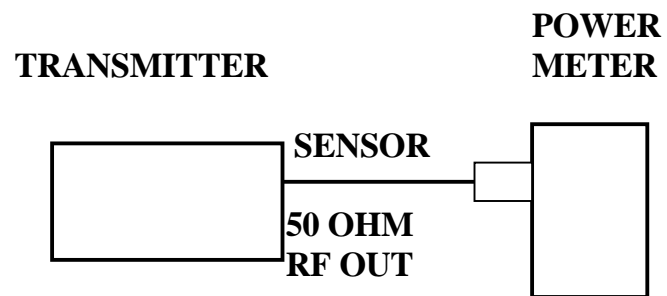 POWER
METER
TRANSMITTER
SENSOR
50 OHM
RF OUT